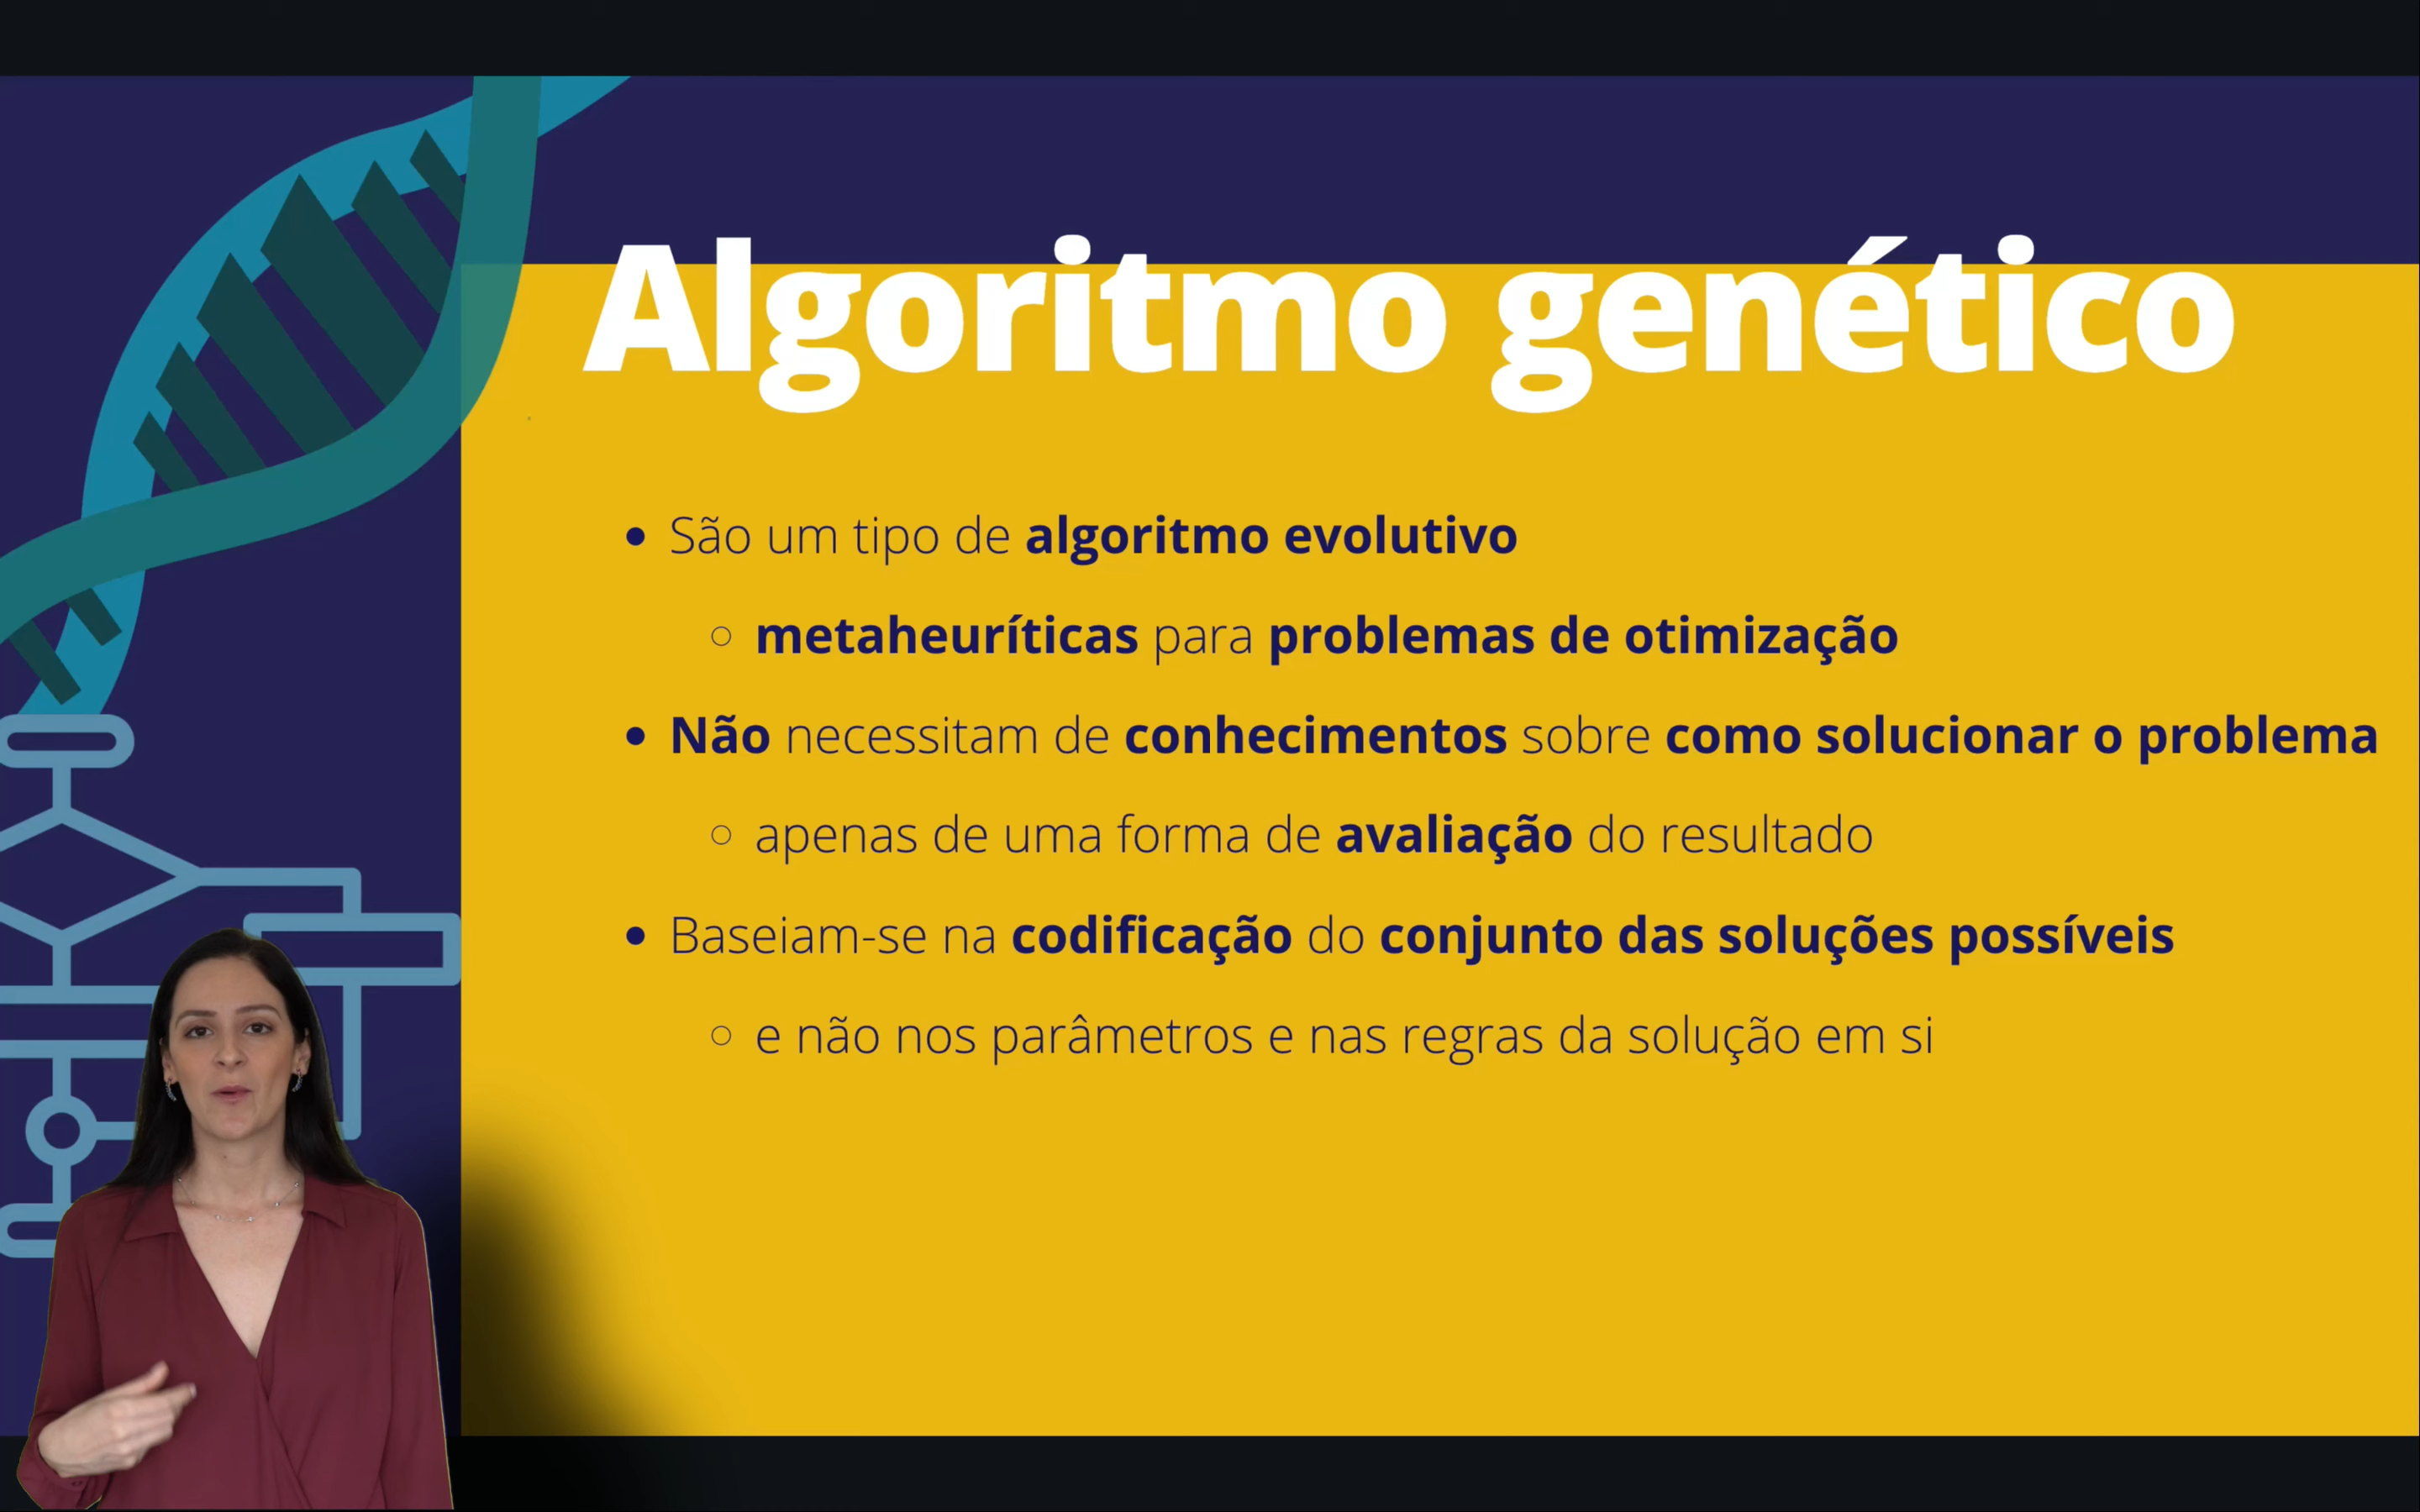 Algoritmo genético
• São um tipo de algoritmo evolutivo
○ metaheuríticas para problemas de otimização
• Não necessitam de conhecimentos sobre como solucionar o problema
○ apenas de uma forma de avaliação do resultado
• Baseiam-se na codificação do conjunto das soluções possíveis
○ e não nos parâmetros e nas regras da solução em si